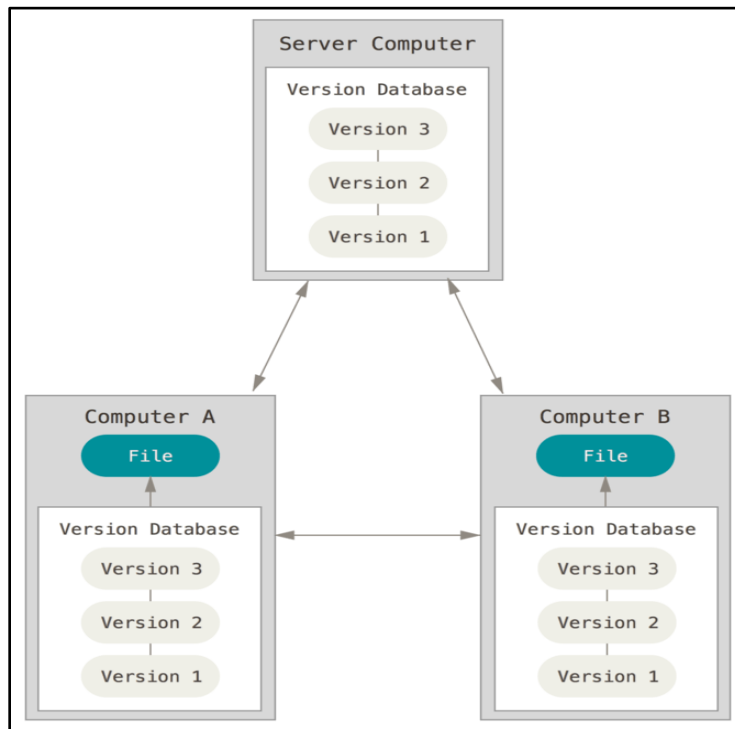 Server Computer
Version Database
Version 3
Version 2
Version 1
Computer A
File
Version Database
Version 3
Version 2
Version 1
Computer B
File
Version Database
Version 3
Version 2
Version 1